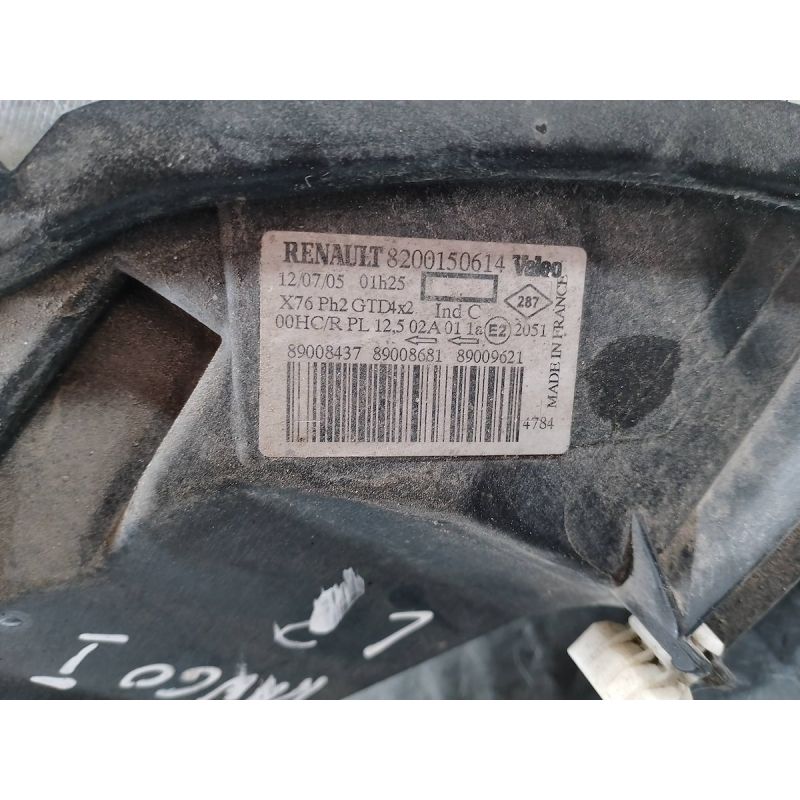 RENAULT 8200150614 Valeo
12/07/05 01h25
X76 Ph2 GTD4x2 Ind C 287
00HC/R PL 12,5 02A 01 1a E2 2051
89008437 89008681 89009621
4784
MADE IN FRANCE
KANGO I